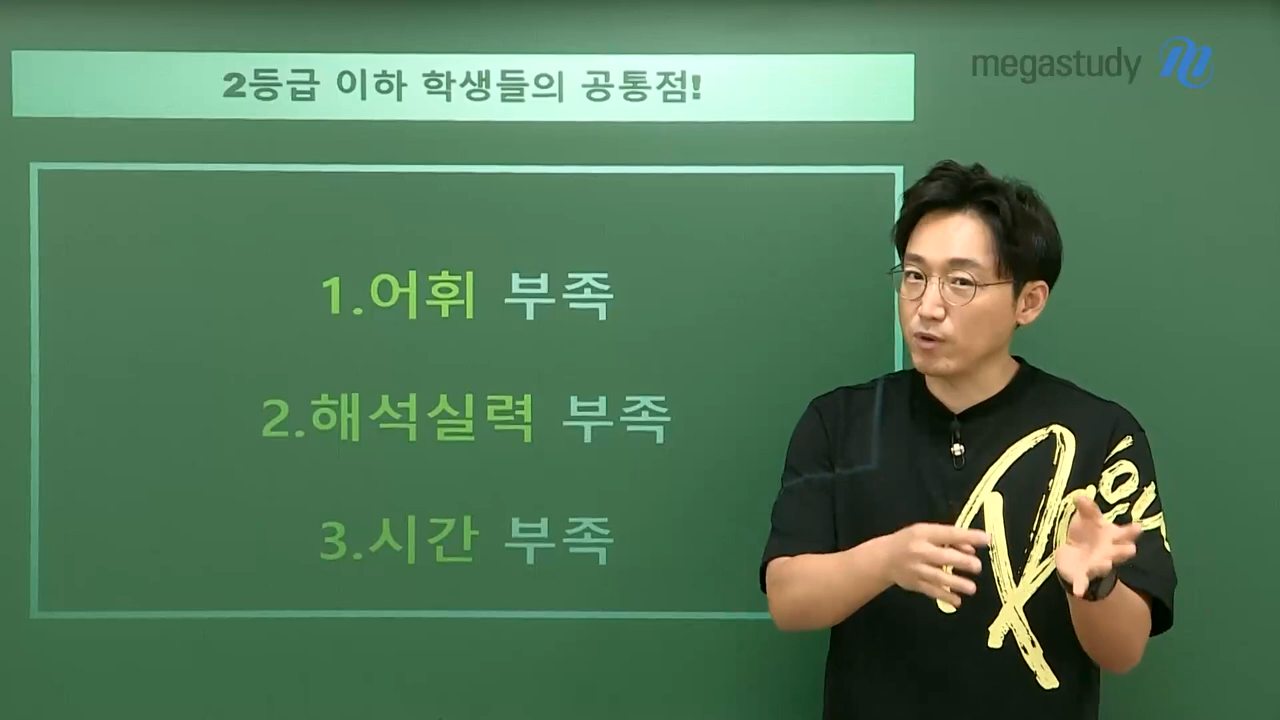 2등급 이하 학생들의 공통점!
megastudy
1.어휘 부족
2.해석실력 부족
3.시간 부족